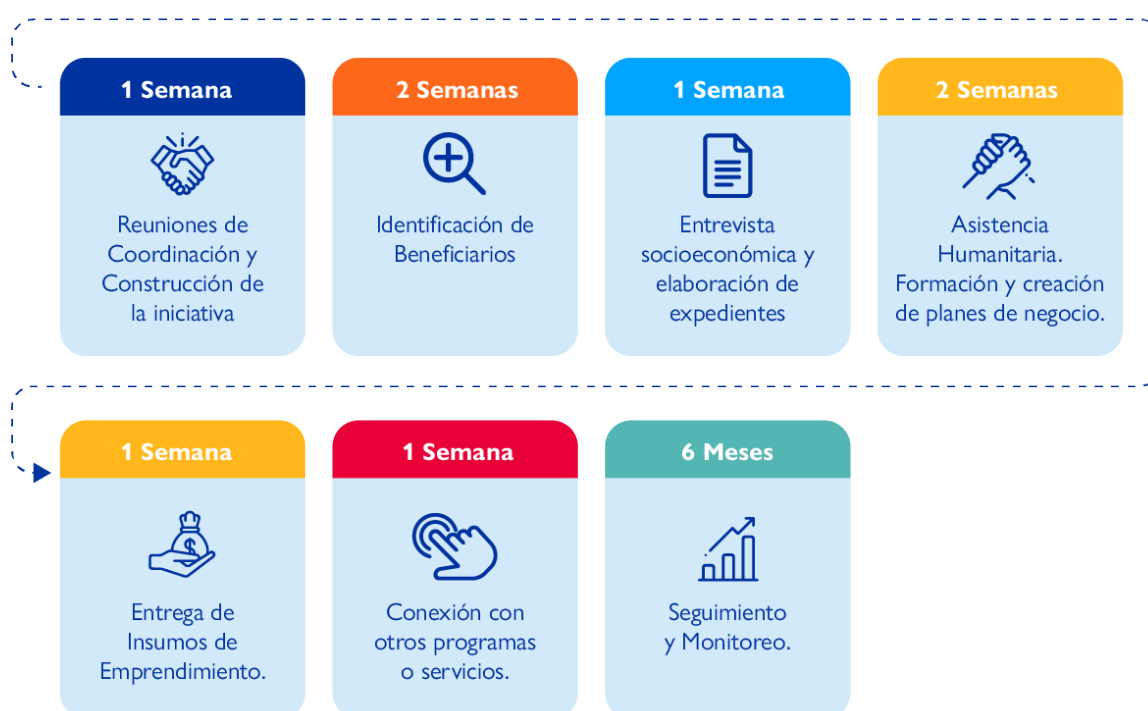 1 Semana
Reuniones de
Coordinación y
Construcción de
la iniciativa
2 Semanas
Identificación de
Beneficiarios
1 Semana
Entrevista
socioeconómica y
elaboración de
expedientes
2 Semanas
Asistencia
Humanitaria.
Formación y creación
de planes de negocio.
1 Semana
$
Entrega de
Insumos de
Emprendimiento.
1 Semana
Conexión con
otros programas
o servicios.
6 Meses
Seguimiento
y Monitoreo.